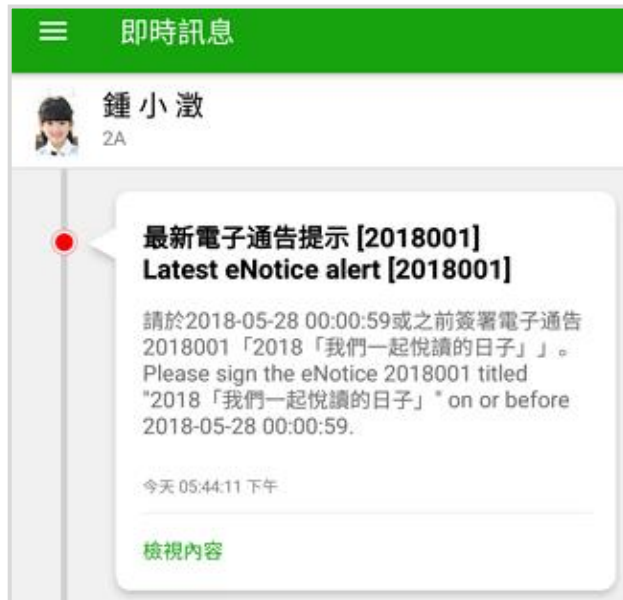 即時訊息
鍾小澂
2A
最新電子通告提示 [2018001]
Latest eNotice alert [2018001]
請於2018-05-28 00:00:59或之前簽署電子通告
2018001「2018「我們一起悅讀的日子」」。
Please sign the eNotice 2018001 titled
"2018「我們一起悅讀的日子」" on or before
2018-05-28 00:00:59.
今天 05:44:11 下午
檢視內容